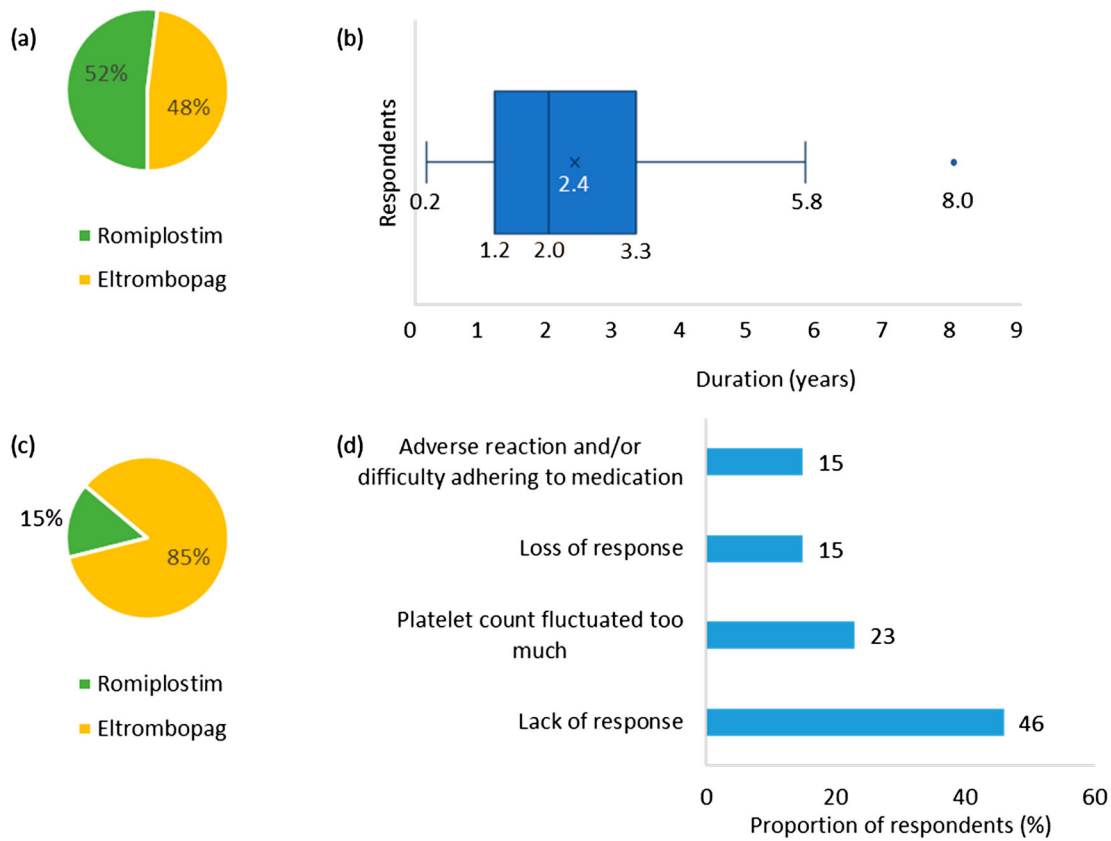 (a)
52%
48%
Romiplostim
Eltrombopag
(b)
Respondents
2.4
0.2
5.8
8.0
1.2 2.0 3.3
0 1 2 3 4 5 6 7 8 9
Duration (years)
(c)
15%
85%
Romiplostim
Eltrombopag
(d)
Adverse reaction and/or
difficulty adhering to medication
15
Loss of response
15
Platelet count fluctuated too
much
23
Lack of response
46
0 20 40 60
Proportion of respondents (%)